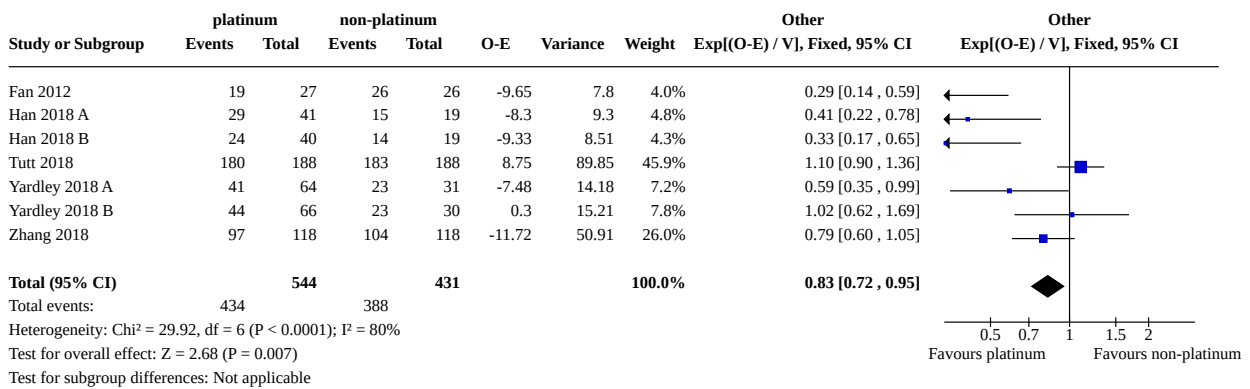 platinum non-platinum Other Other
Study or Subgroup Events Total Events Total O-E Variance Weight Exp[(O-E) / V], Fixed, 95% CI Exp[(O-E) / V], Fixed, 95% CI
Fan 2012 19 27 26 26 -9.65 7.8 4.0% 0.29 [0.14 , 0.59]
Han 2018 A 29 41 15 19 -8.3 9.3 4.8% 0.41 [0.22 , 0.78]
Han 2018 B 24 40 14 19 -9.33 8.51 4.3% 0.33 [0.17 , 0.65]
Tutt 2018 180 188 183 188 8.75 89.85 45.9% 1.10 [0.90 , 1.36]
Yardley 2018 A 41 64 23 31 -7.48 14.18 7.2% 0.59 [0.35 , 0.99]
Yardley 2018 B 44 66 23 30 0.3 15.21 7.8% 1.02 [0.62 , 1.69]
Zhang 2018 97 118 104 118 -11.72 50.91 26.0% 0.79 [0.60 , 1.05]
Total (95% CI) 544 431 100.0% 0.83 [0.72 , 0.95]
Total events: 434 388
Heterogeneity: Chi² = 29.92, df = 6 (P < 0.0001); I² = 80%
Test for overall effect: Z = 2.68 (P = 0.007)
Test for subgroup differences: Not applicable
0.5 0.7 1 1.5 2
Favours platinum Favours non-platinum